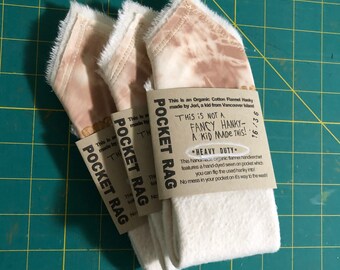 This is an Organic Cotton Flannel Hanky
made by Jori, a kid from Vancouver Island!
POCKET RAG
THIS IS NOT A
FANCY HANKY—
A KID MADE THIS!
*HEAVY DUTY*
This handmade organic flannel handkerchief
features a hand-dyed sewn on pocket when
you can flip the used hanky into!
No mess in your pocket on it's way to the wash!
POCKET RAG
POCKET RAG